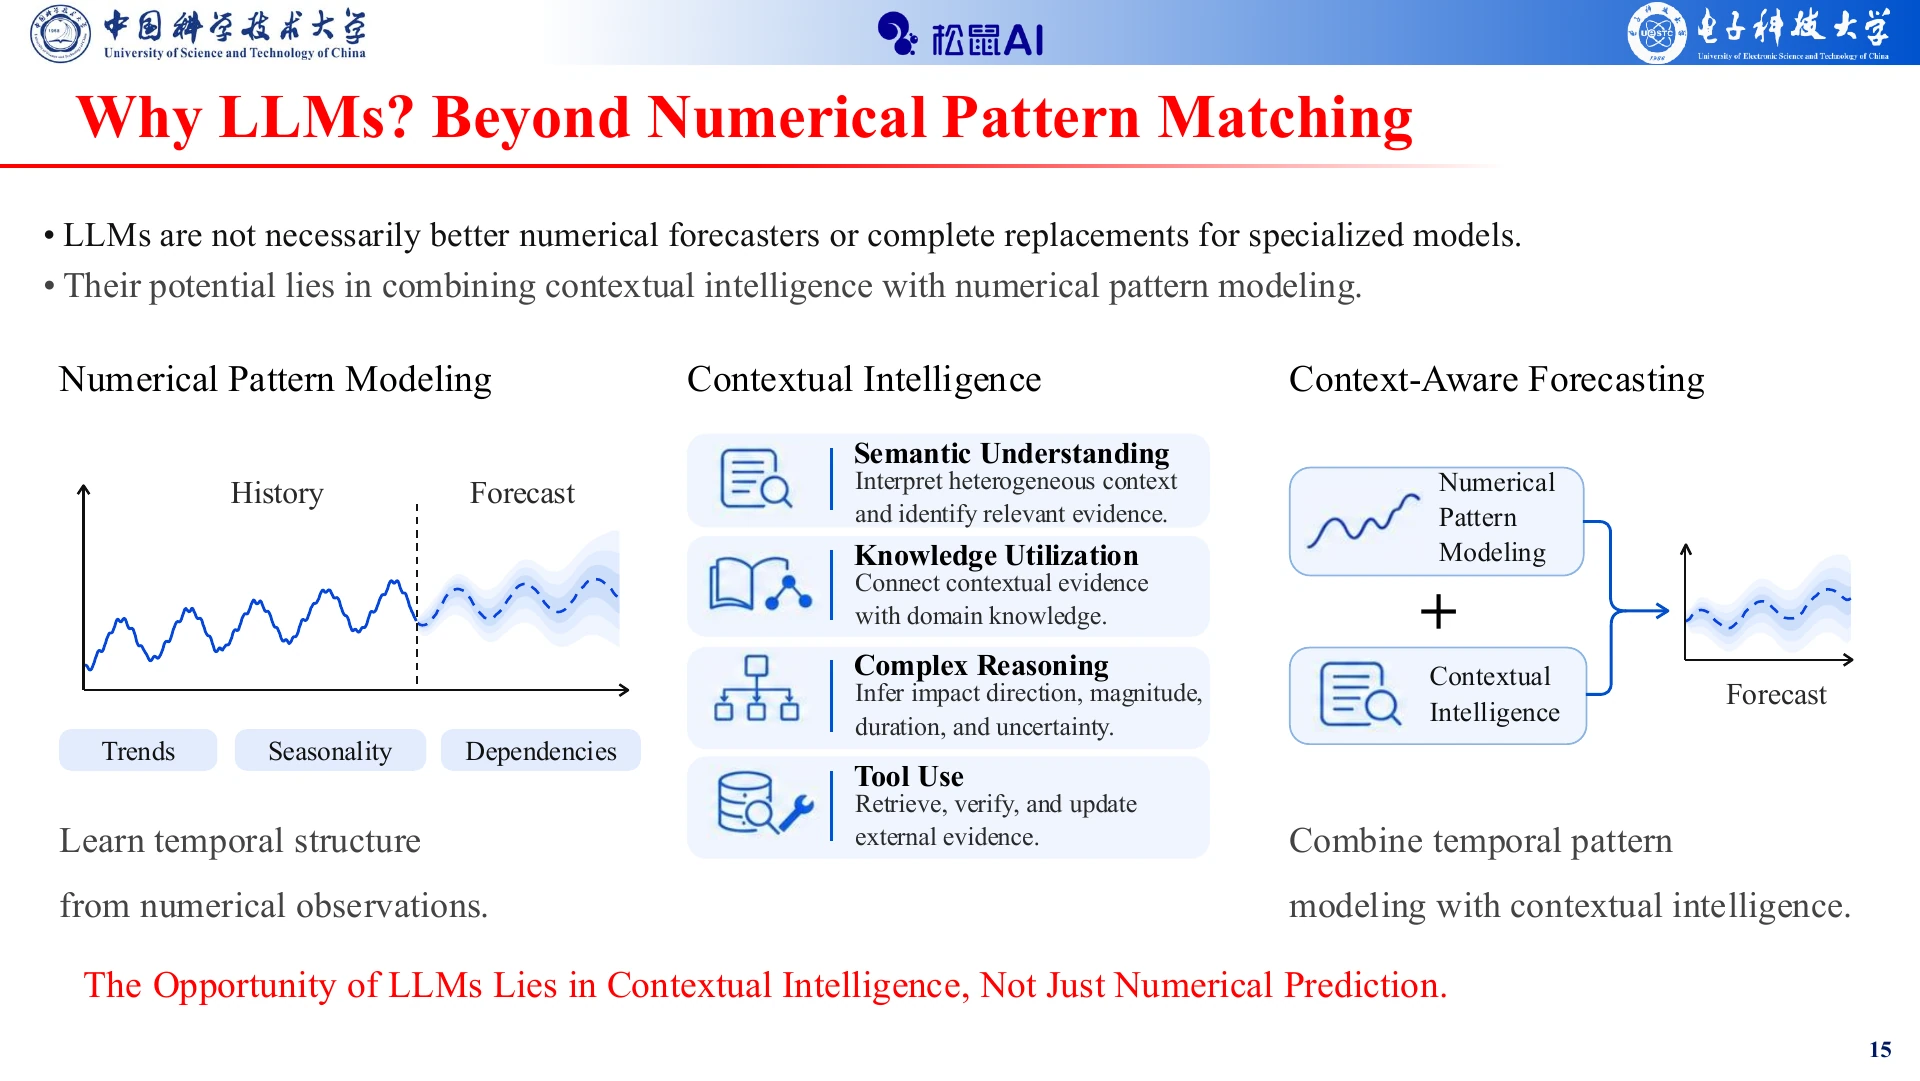 中国科学技术大学
University of Science and Technology of China
松鼠AI
电子科技大学
University of Electronic Science and Technology of China
Why LLMs? Beyond Numerical Pattern Matching
• LLMs are not necessarily better numerical forecasters or complete replacements for specialized models.
• Their potential lies in combining contextual intelligence with numerical pattern modeling.
Numerical Pattern Modeling
History
Forecast
Trends
Seasonality
Dependencies
Learn temporal structure
from numerical observations.
Contextual Intelligence
Semantic Understanding
Interpret heterogeneous context
and identify relevant evidence.
Knowledge Utilization
Connect contextual evidence
with domain knowledge.
Complex Reasoning
Infer impact direction, magnitude,
duration, and uncertainty.
Tool Use
Retrieve, verify, and update
external evidence.
Context-Aware Forecasting
Numerical
Pattern
Modeling
+
Contextual
Intelligence
Forecast
Combine temporal pattern
modeling with contextual intelligence.
The Opportunity of LLMs Lies in Contextual Intelligence, Not Just Numerical Prediction.
15